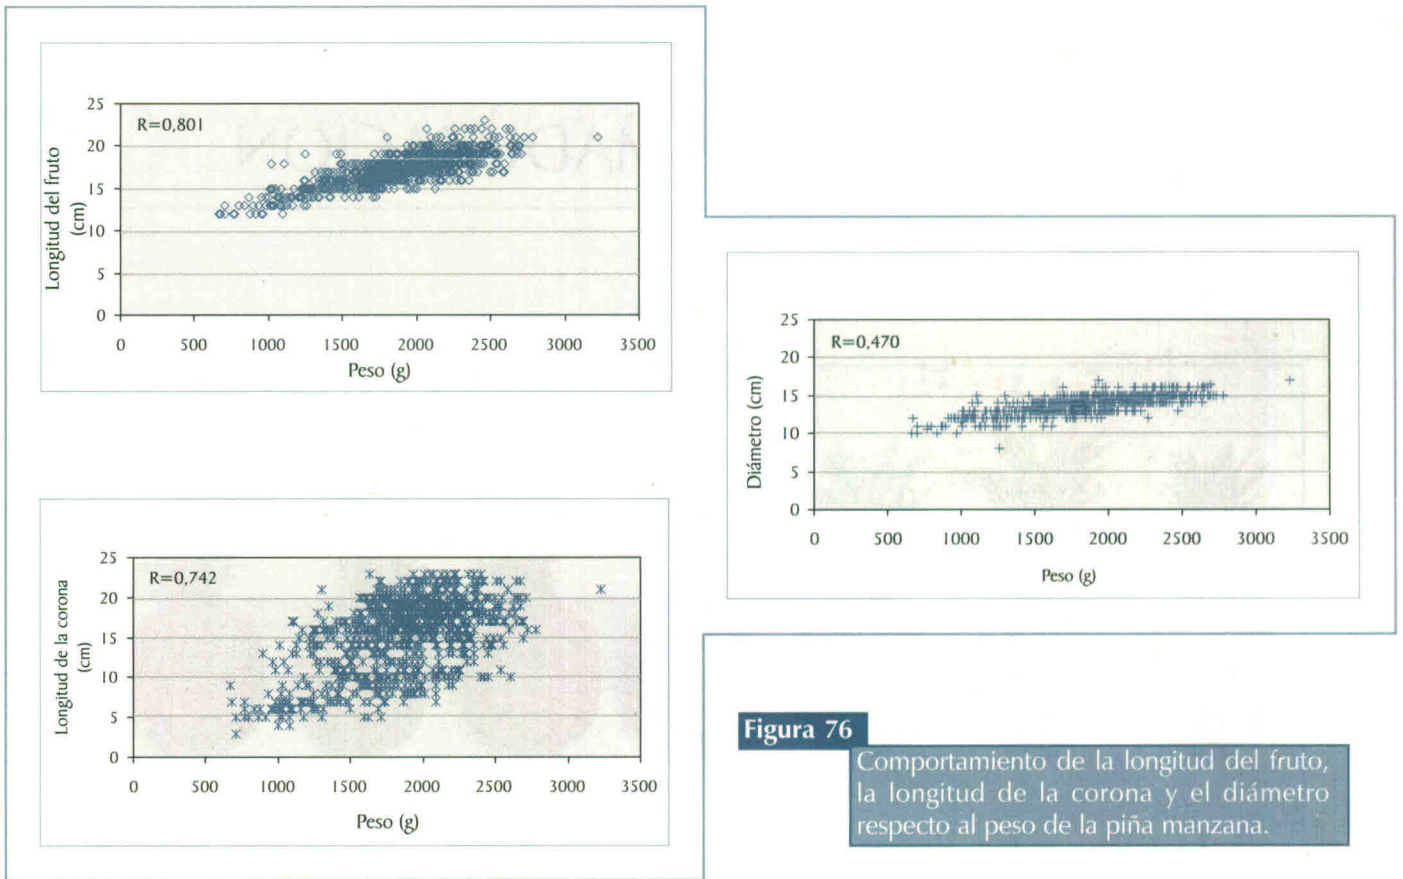 R=0,801
Longitud del fruto
(cm)
25
20
15
10
5
0
0 500 1000 1500 2000 2500 3000 3500
Peso (g)
R=0,470
Diámetro (cm)
25
20
15
10
5
0
0 500 1000 1500 2000 2500 3000 3500
Peso (g)
R=0,742
Longitud de la corona
(cm)
25
20
15
10
5
0
0 500 1000 1500 2000 2500 3000 3500
Peso (g)
Figura 76
Comportamiento de la longitud del fruto,
la longitud de la corona y el diámetro
respecto al peso de la piña manzana.